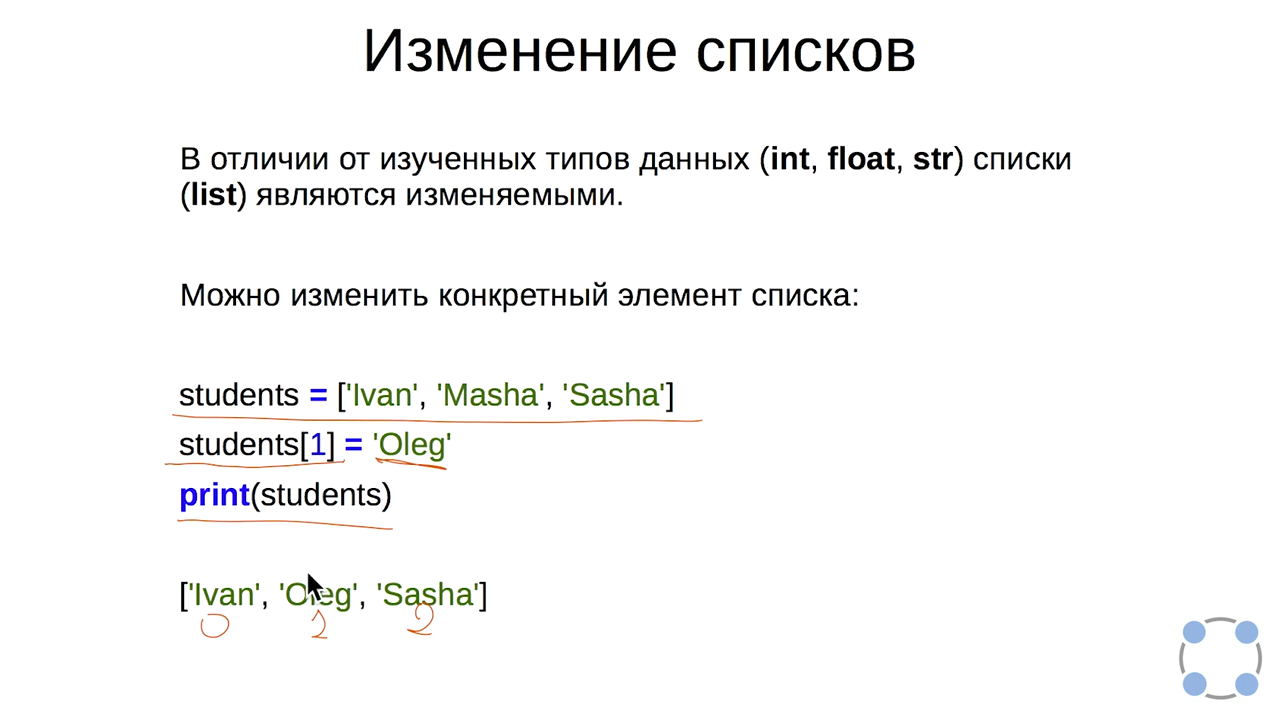 Изменение списков
В отличии от изученных типов данных (int, float, str) списки
(list) являются изменяемыми.
Можно изменить конкретный элемент списка:
students = ['Ivan', 'Masha', 'Sasha']
students[1] = 'Oleg'
print(students)
['Ivan', 'Oleg', 'Sasha']
0 1 2